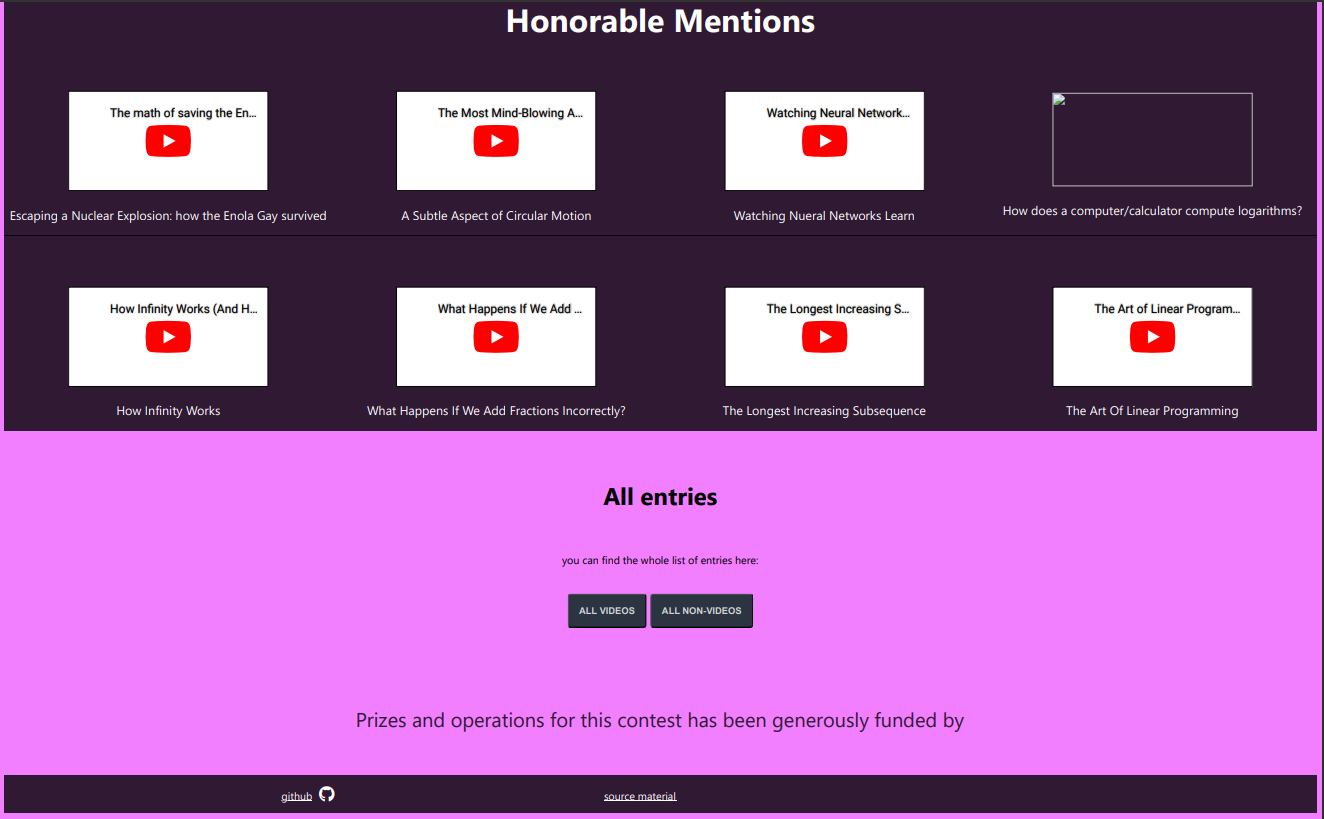 Honorable Mentions
The math of saving the En...
The Most Mind-Blowing A...
Watching Neural Network...
Escaping a Nuclear Explosion: how the Enola Gay survived
A Subtle Aspect of Circular Motion
Watching Nueral Networks Learn
How does a computer/calculator compute logarithms?
How Infinity Works (And H...
What Happens If We Add ...
The Longest Increasing S...
The Art of Linear Program...
How Infinity Works
What Happens If We Add Fractions Incorrectly?
The Longest Increasing Subsequence
The Art Of Linear Programming
All entries
you can find the whole list of entries here:
ALL VIDEOS
ALL NON-VIDEOS
Prizes and operations for this contest has been generously funded by
github
source material